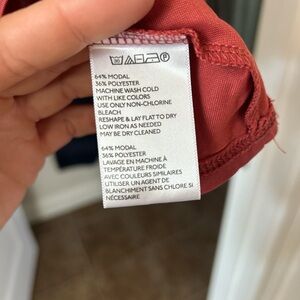 64% MODAL
36% POLYESTER
MACHINE WASH COLD
WITH LIKE COLORS
USE ONLY NON-CHLORINE
BLEACH
RESHAPE & LAY FLAT TO DRY
LOW IRON AS NEEDED
MAY BE DRY CLEANED
64% MODAL
36% POLYESTER
LAVAGE EN MACHINE À
TEMPÉRATURE FROIDE
AVEC COULEURS SIMILAIRES
UTILISER UN AGENT DE
BLANCHIMENT SANS CHLORE SI
NÉCESSAIRE